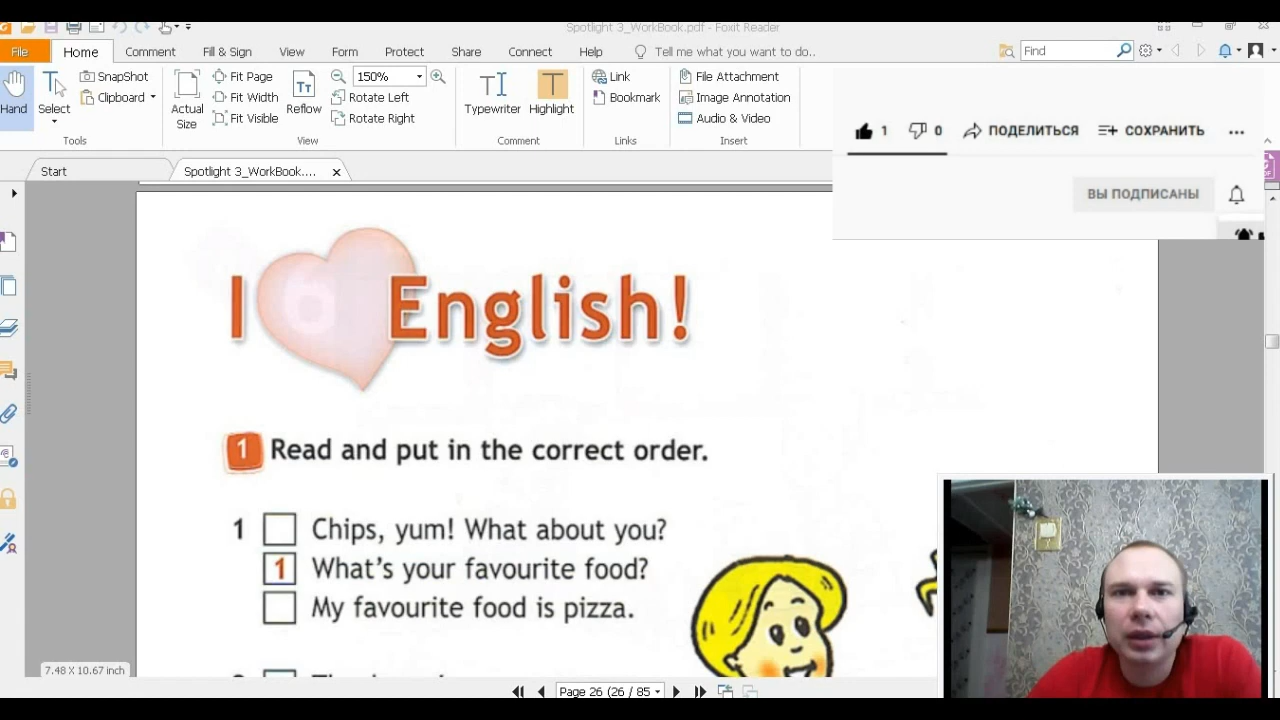 Spotlight 3_WorkBook.pdf - Foxit Reader
File Home Comment Fill & Sign View Form Protect Share Connect Help Tell me what you want to do.. Find
Hand
Select
SnapShot
Clipboard
Tools
Actual
Size
Fit Page
Fit Width
Fit Visible
Reflow
150%
Rotate Left
Rotate Right
View
Typewriter
Highlight
Comment
Link
Bookmark
Links
File Attachment
Image Annotation
Audio & Video
Insert
1 0 ПОДЕЛИТЬСЯ СОХРАНИТЬ ...
ВЫ ПОДПИСАНЫ
Start
Spotlight 3_WorkBook....
I English!
1 Read and put in the correct order.
1 Chips, yum! What about you?
1 What's your favourite food?
My favourite food is pizza.
7.48 X 10.67 inch
Page 26 (26 / 85